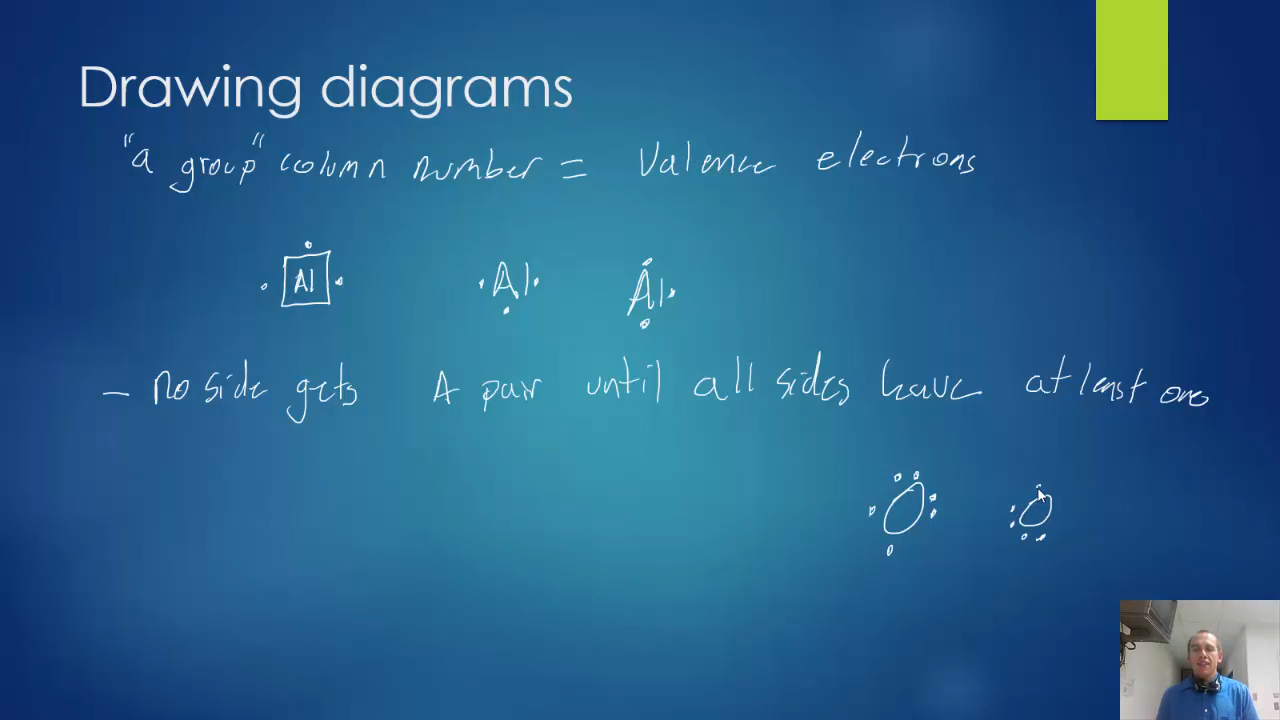 Drawing diagrams
"a group" column number = Valence electrons
Al Al Al
- No side gets A pair until all sides have at least one
O O